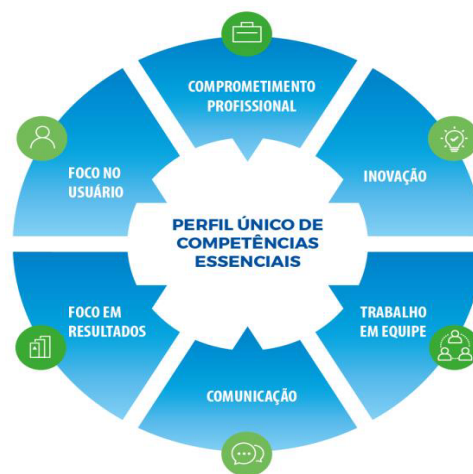 COMPROMETIMENTO
PROFISSIONAL
FOCO NO
USUÁRIO
INOVAÇÃO
PERFIL ÚNICO DE
COMPETÊNCIAS
ESSENCIAIS
FOCO EM
RESULTADOS
TRABALHO
EM EQUIPE
COMUNICAÇÃO